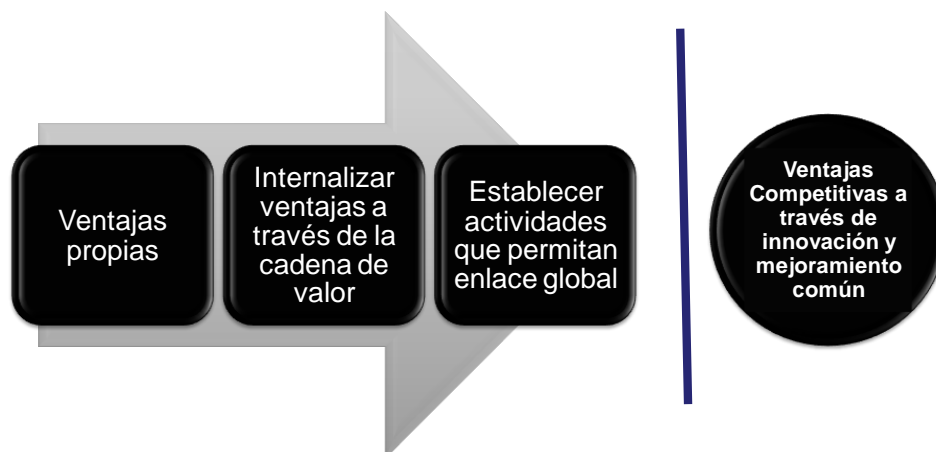 Ventajas
propias
Internalizar
ventajas a
través de la
cadena de
valor
Establecer
actividades
que permitan
enlace global
Ventajas
Competitivas a
través de
innovación y
mejoramiento
común